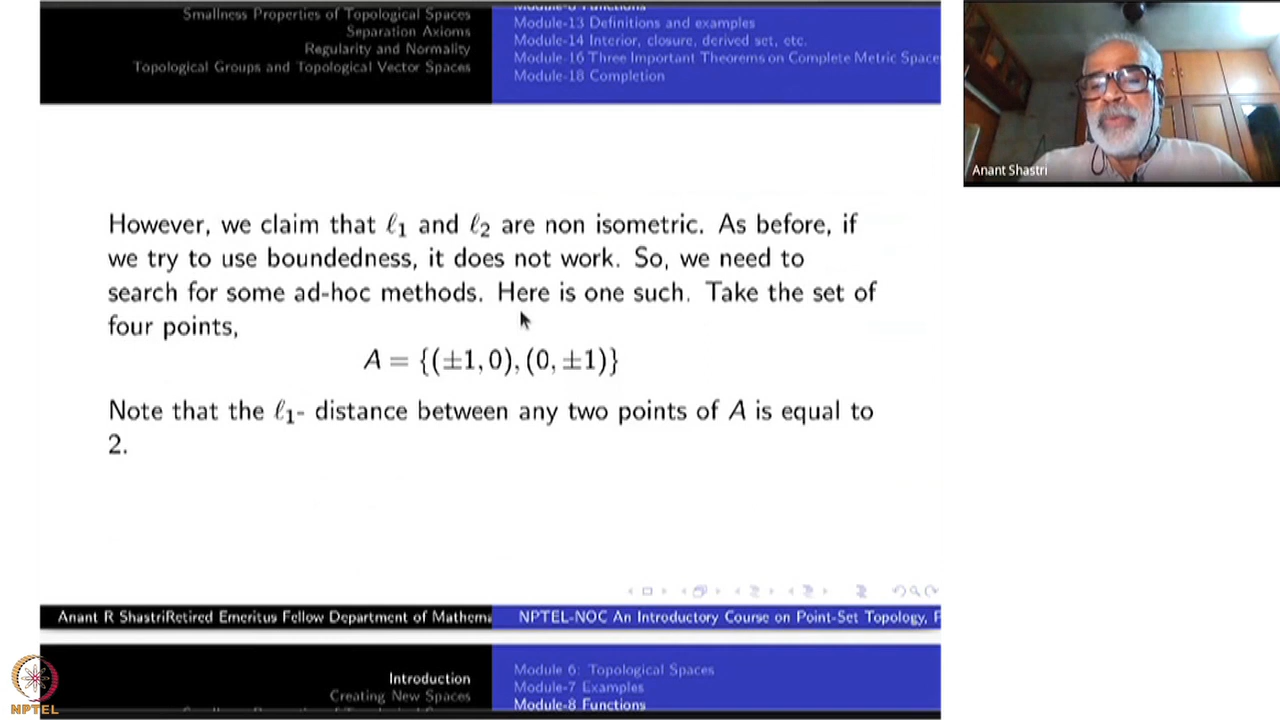 Smallness Properties of Topological Spaces
Separation Axioms
Regularity and Normality
Topological Groups and Topological Vector Spaces
Module-13 Definitions and examples
Module-14 Interior, closure, derived set, etc.
Module-16 Three Important Theorems on Complete Metric Space
Module-18 Completion
Anant Shastri
However, we claim that ℓ₁ and ℓ₂ are non isometric. As before, if
we try to use boundedness, it does not work. So, we need to
search for some ad-hoc methods. Here is one such. Take the set of
four points,
A = {(±1, 0), (0, ±1)}
Note that the ℓ₁- distance between any two points of A is equal to
2.
Anant R ShastriRetired Emeritus Fellow Department of Mathema
NPTEL-NOC An Introductory Course on Point-Set Topology, P
Introduction
Creating New Spaces
Module 6: Topological Spaces
Module-7 Examples
Module-8 Functions
NPTEL